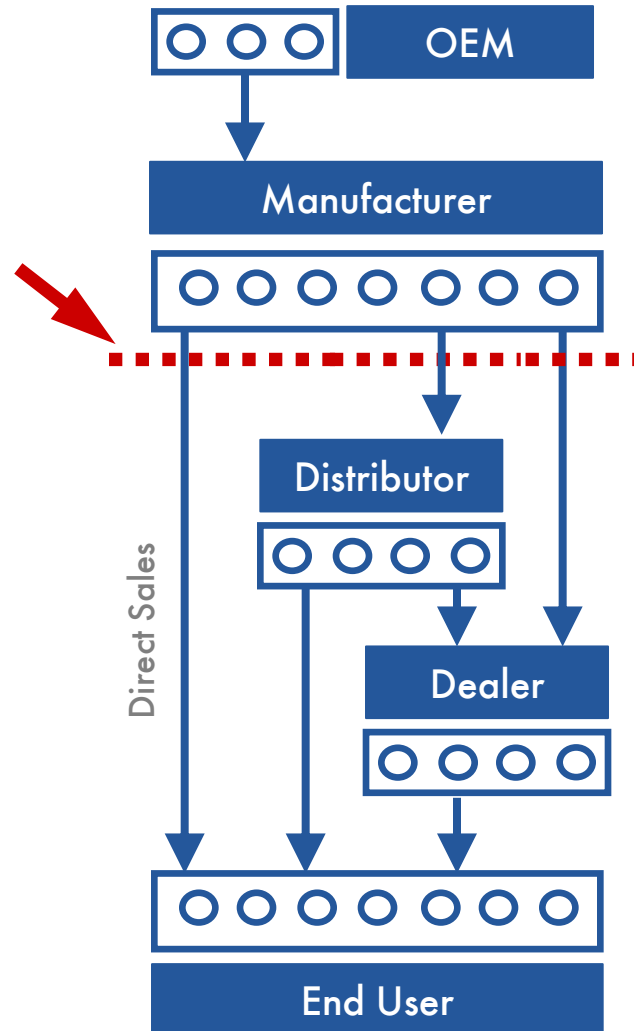 OEM
Manufacturer
Distributor
Direct Sales
Dealer
End User